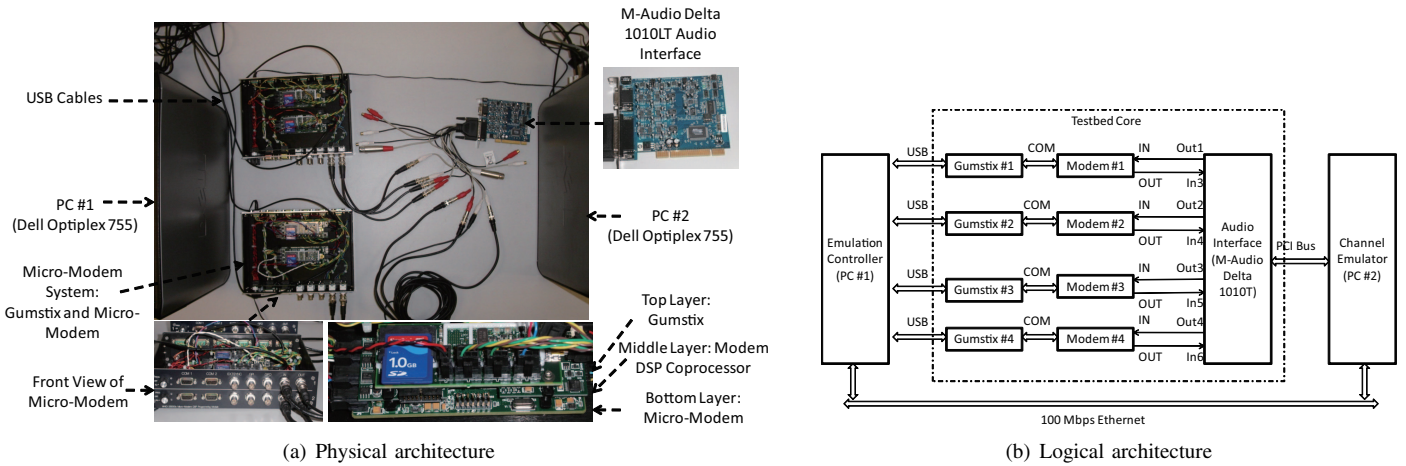 M-Audio Delta
1010LT Audio
Interface
USB Cables
PC #1
(Dell Optiplex 755)
PC #2
(Dell Optiplex 755)
Micro-Modem
System:
Gumstix and Micro-
Modem
Front View of
Micro-Modem
COM 1
COM 2
1.0GB
SD
Top Layer:
Gumstix
Middle Layer: Modem
DSP Coprocessor
Bottom Layer:
Micro-Modem
(a) Physical architecture
Testbed Core
Emulation
Controller
(PC #1)
USB
Gumstix #1
COM
Modem #1
IN
Out1
OUT
In3
USB
Gumstix #2
COM
Modem #2
IN
Out2
OUT
In4
USB
Gumstix #3
COM
Modem #3
IN
Out3
OUT
In5
USB
Gumstix #4
COM
Modem #4
IN
Out4
OUT
In6
Audio
Interface
(M-Audio
Delta
1010T)
PCI Bus
Channel
Emulator
(PC #2)
100 Mbps Ethernet
(b) Logical architecture